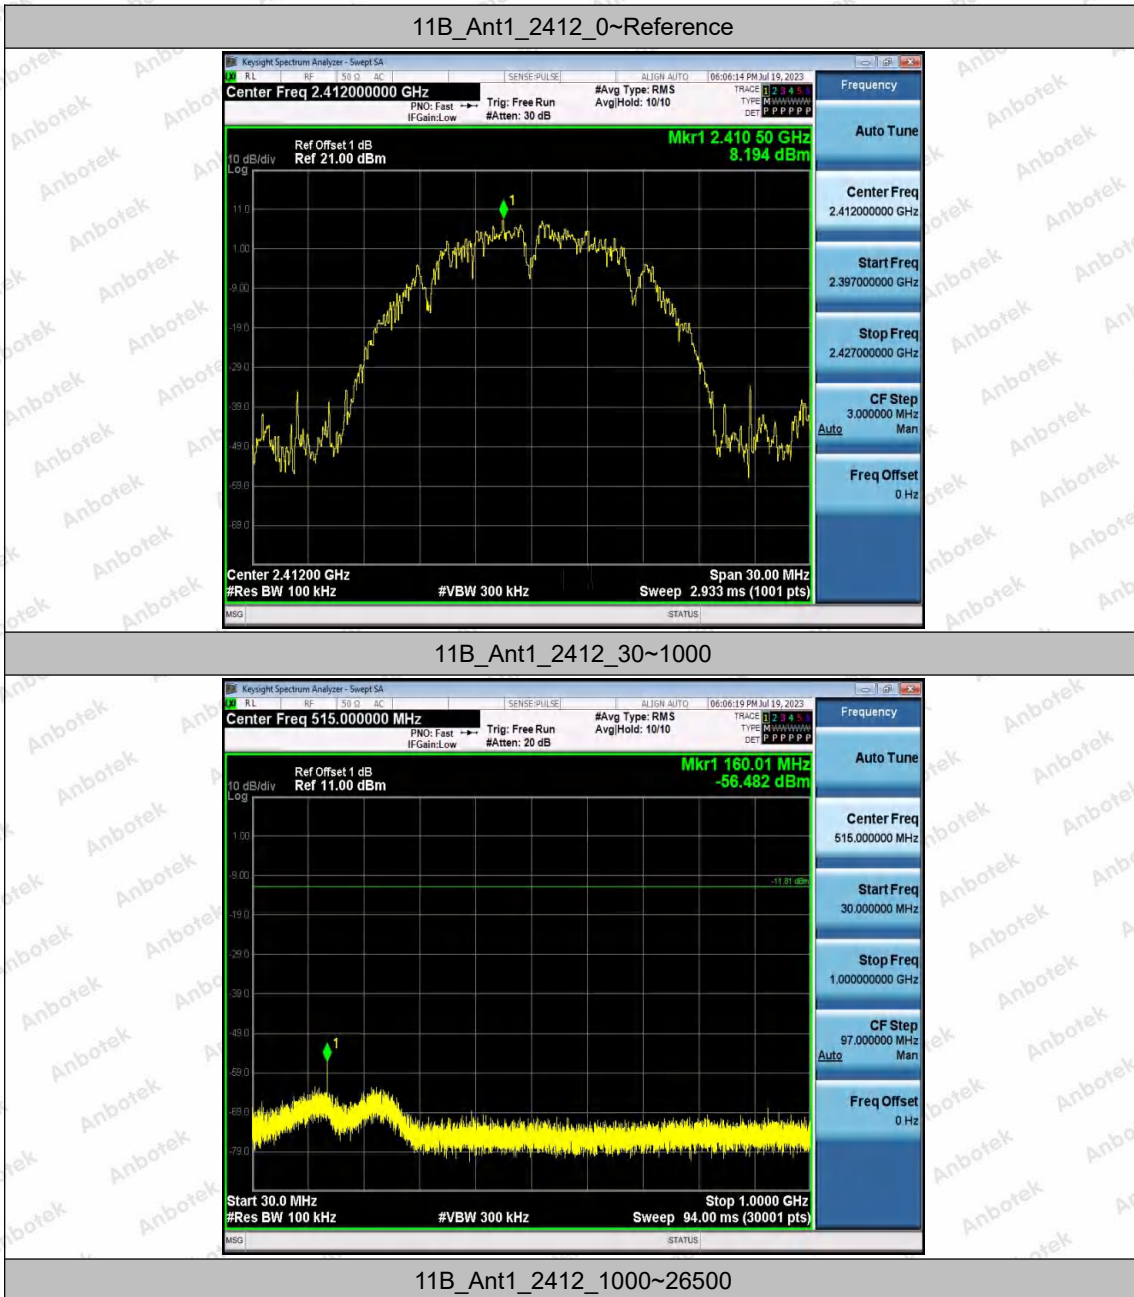 11B_Ant1_2412_0~Reference
Keysight Spectrum Analyzer - Swept SA
RL RF 50 Ω AC SENSE:PULSE ALIGN AUTO 06:06:14 PM Jul 19, 2023
Center Freq 2.412000000 GHz
PNO: Fast
IFGain:Low
Trig: Free Run
#Atten: 30 dB
#Avg Type: RMS
Avg|Hold: 10/10
TRACE 1 2 3 4 5
TYPE M
DET P P P P P P
Frequency
Mkr1 2.410 50 GHz
8.194 dBm
Ref Offset 1 dB
10 dB/div Ref 21.00 dBm
Log
Auto Tune
Center Freq
2.412000000 GHz
Start Freq
2.397000000 GHz
Stop Freq
2.427000000 GHz
CF Step
3.000000 MHz
Auto Man
Freq Offset
0 Hz
1
11.0
1.00
-9.00
-19.0
-29.0
-39.0
-49.0
-59.0
-69.0
Center 2.41200 GHz Span 30.00 MHz
#Res BW 100 kHz #VBW 300 kHz Sweep 2.933 ms (1001 pts)
MSG STATUS
11B_Ant1_2412_30~1000
Keysight Spectrum Analyzer - Swept SA
RL RF 50 Ω AC SENSE:PULSE ALIGN AUTO 06:06:19 PM Jul 19, 2023
Center Freq 515.000000 MHz
PNO: Fast
IFGain:Low
Trig: Free Run
#Atten: 20 dB
#Avg Type: RMS
Avg|Hold: 10/10
TRACE 1 2 3 4 5
TYPE M
DET P P P P P P
Frequency
Mkr1 160.01 MHz
-56.482 dBm
Ref Offset 1 dB
10 dB/div Ref 11.00 dBm
Log
Auto Tune
Center Freq
515.000000 MHz
Start Freq
30.000000 MHz
Stop Freq
1.000000000 GHz
CF Step
97.000000 MHz
Auto Man
Freq Offset
0 Hz
1.00
-9.00
-11.81 dBm
-19.0
-29.0
-39.0
-49.0
1
-59.0
-69.0
-79.0
Start 30.0 MHz Stop 1.0000 GHz
#Res BW 100 kHz #VBW 300 kHz Sweep 94.00 ms (30001 pts)
MSG STATUS
11B_Ant1_2412_1000~26500
Anbotek